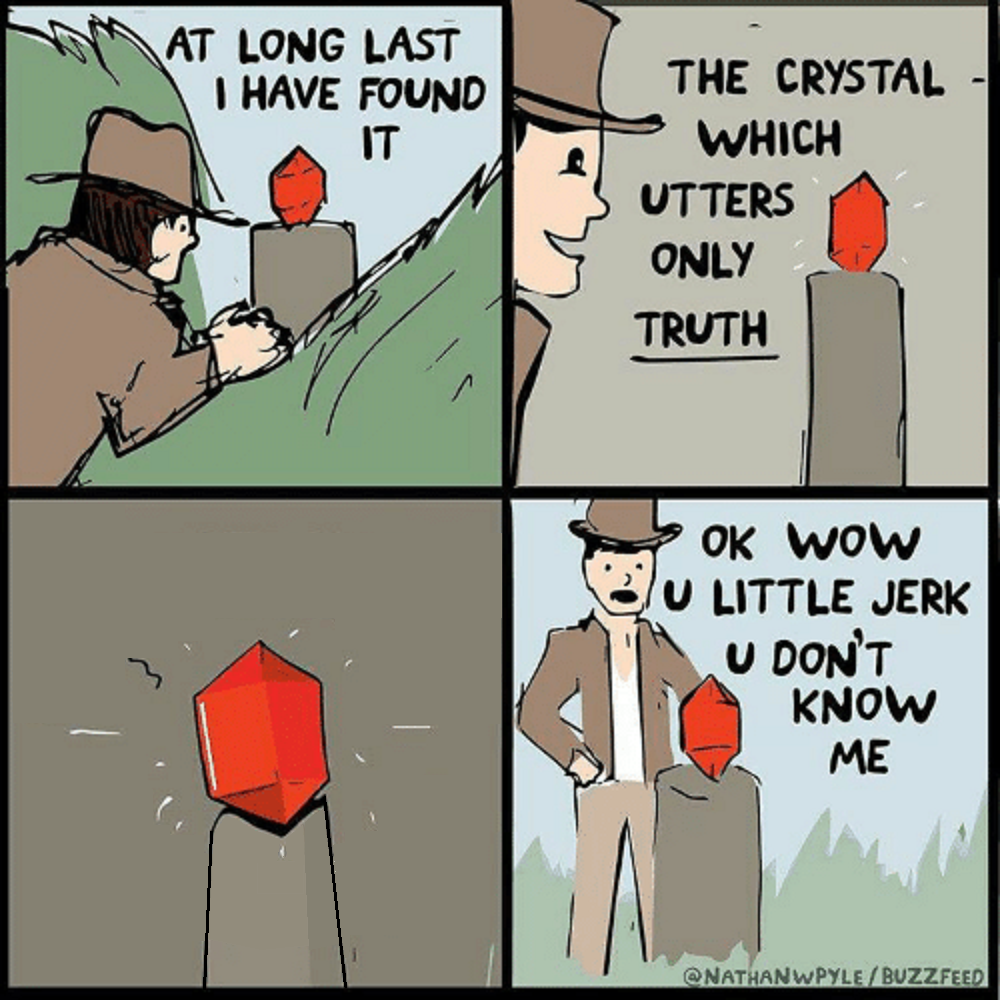 AT LONG LAST
I HAVE FOUND
IT
THE CRYSTAL -
WHICH
UTTERS
ONLY
TRUTH
OK WOW
U LITTLE JERK
U DON'T
KNOW
ME
@NATHANWPYLE/BUZZFEED